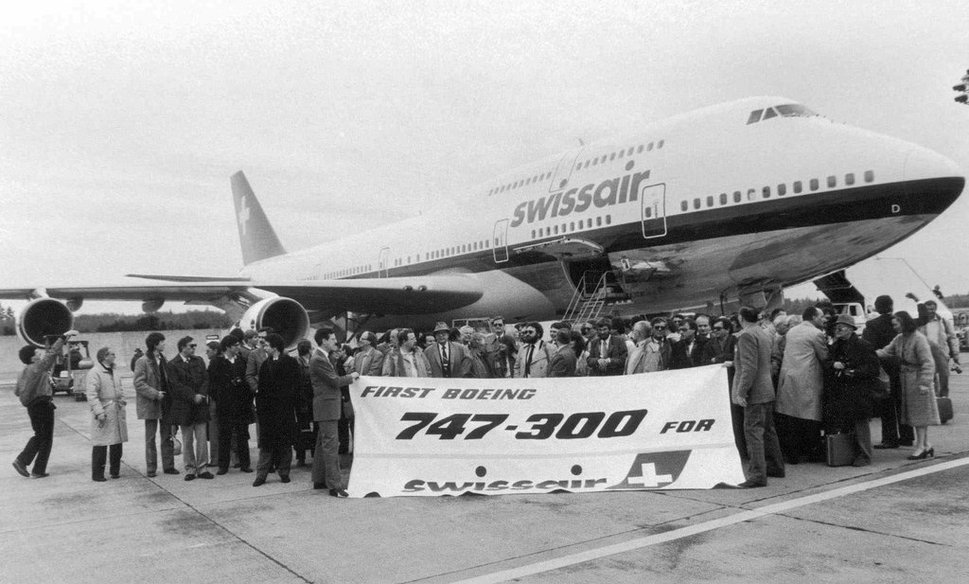 swissair
D
FIRST BOEING
747-300 FOR
swissair